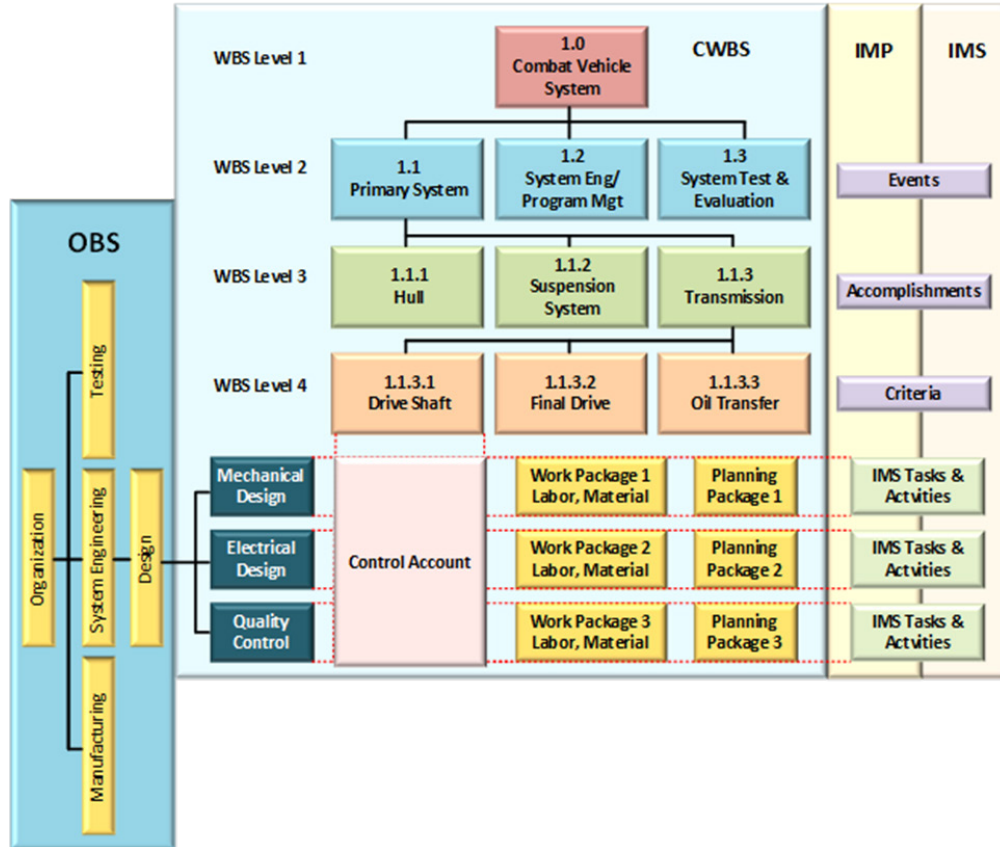 WBS Level 1
1.0
Combat Vehicle
System
CWBS
IMP
IMS
WBS Level 2
1.1
Primary System
1.2
System Eng/
Program Mgt
1.3
System Test &
Evaluation
Events
OBS
WBS Level 3
1.1.1
Hull
1.1.2
Suspension
System
1.1.3
Transmission
Accomplishments
WBS Level 4
1.1.3.1
Drive Shaft
1.1.3.2
Final Drive
1.1.3.3
Oil Transfer
Criteria
Organization
Testing
System Engineering
Manufacturing
Design
Mechanical
Design
Control Account
Work Package 1
Labor, Material
Planning
Package 1
IMS Tasks &
Actvities
Electrical
Design
Work Package 2
Labor, Material
Planning
Package 2
IMS Tasks &
Actvities
Quality
Control
Work Package 3
Labor, Material
Planning
Package 3
IMS Tasks &
Actvities